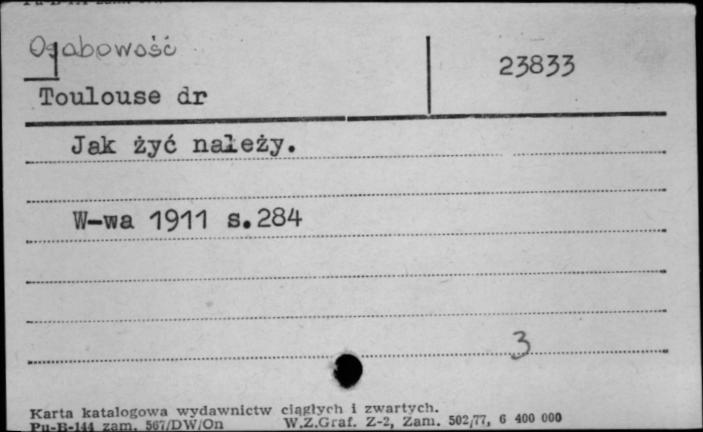 Osobowość
23833
Toulouse dr
Jak żyć należy.
W-wa 1911 s.284
3
Karta katalogowa wydawnictw ciągłych i zwartych.
Pu-B-144 zam. 567/DW/On W.Z.Graf. Z-2, Zam. 502/77, 6 400 000